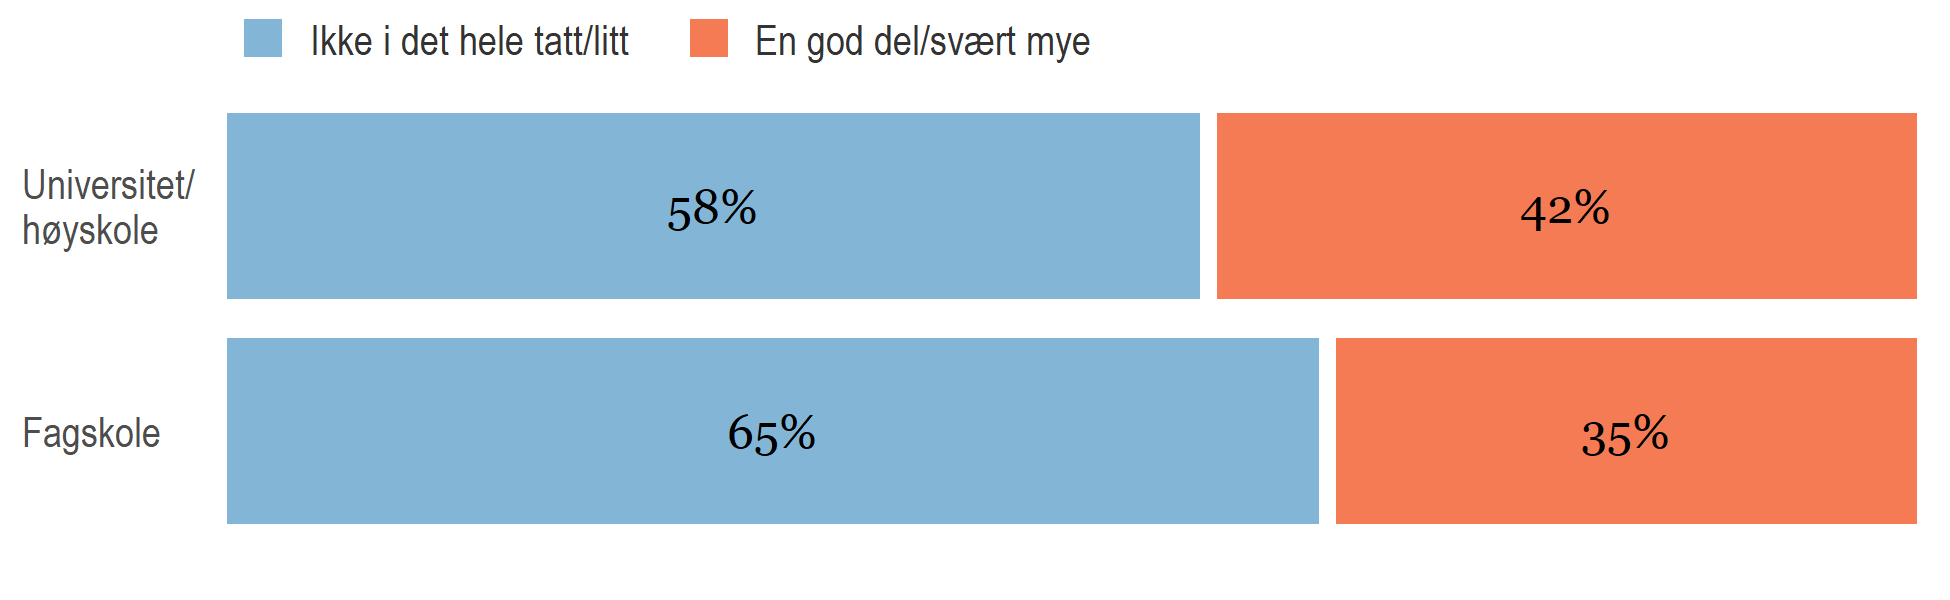 Ikke i det hele tatt/litt En god del/svært mye
Universitet/
høyskole
58% 42%
Fagskole
65% 35%